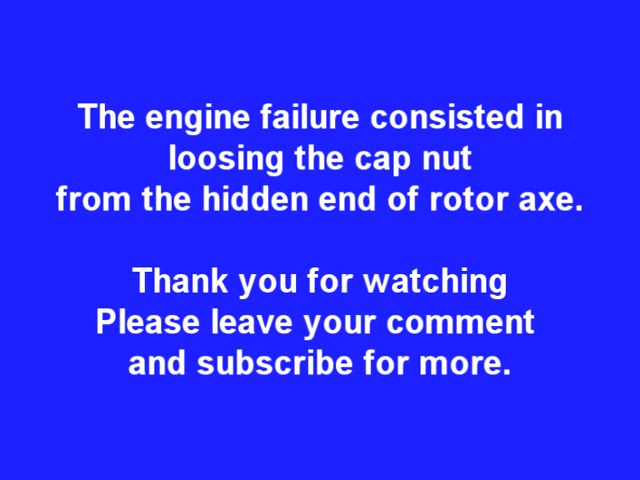 The engine failure consisted in
loosing the cap nut
from the hidden end of rotor axe.
Thank you for watching
Please leave your comment
and subscribe for more.